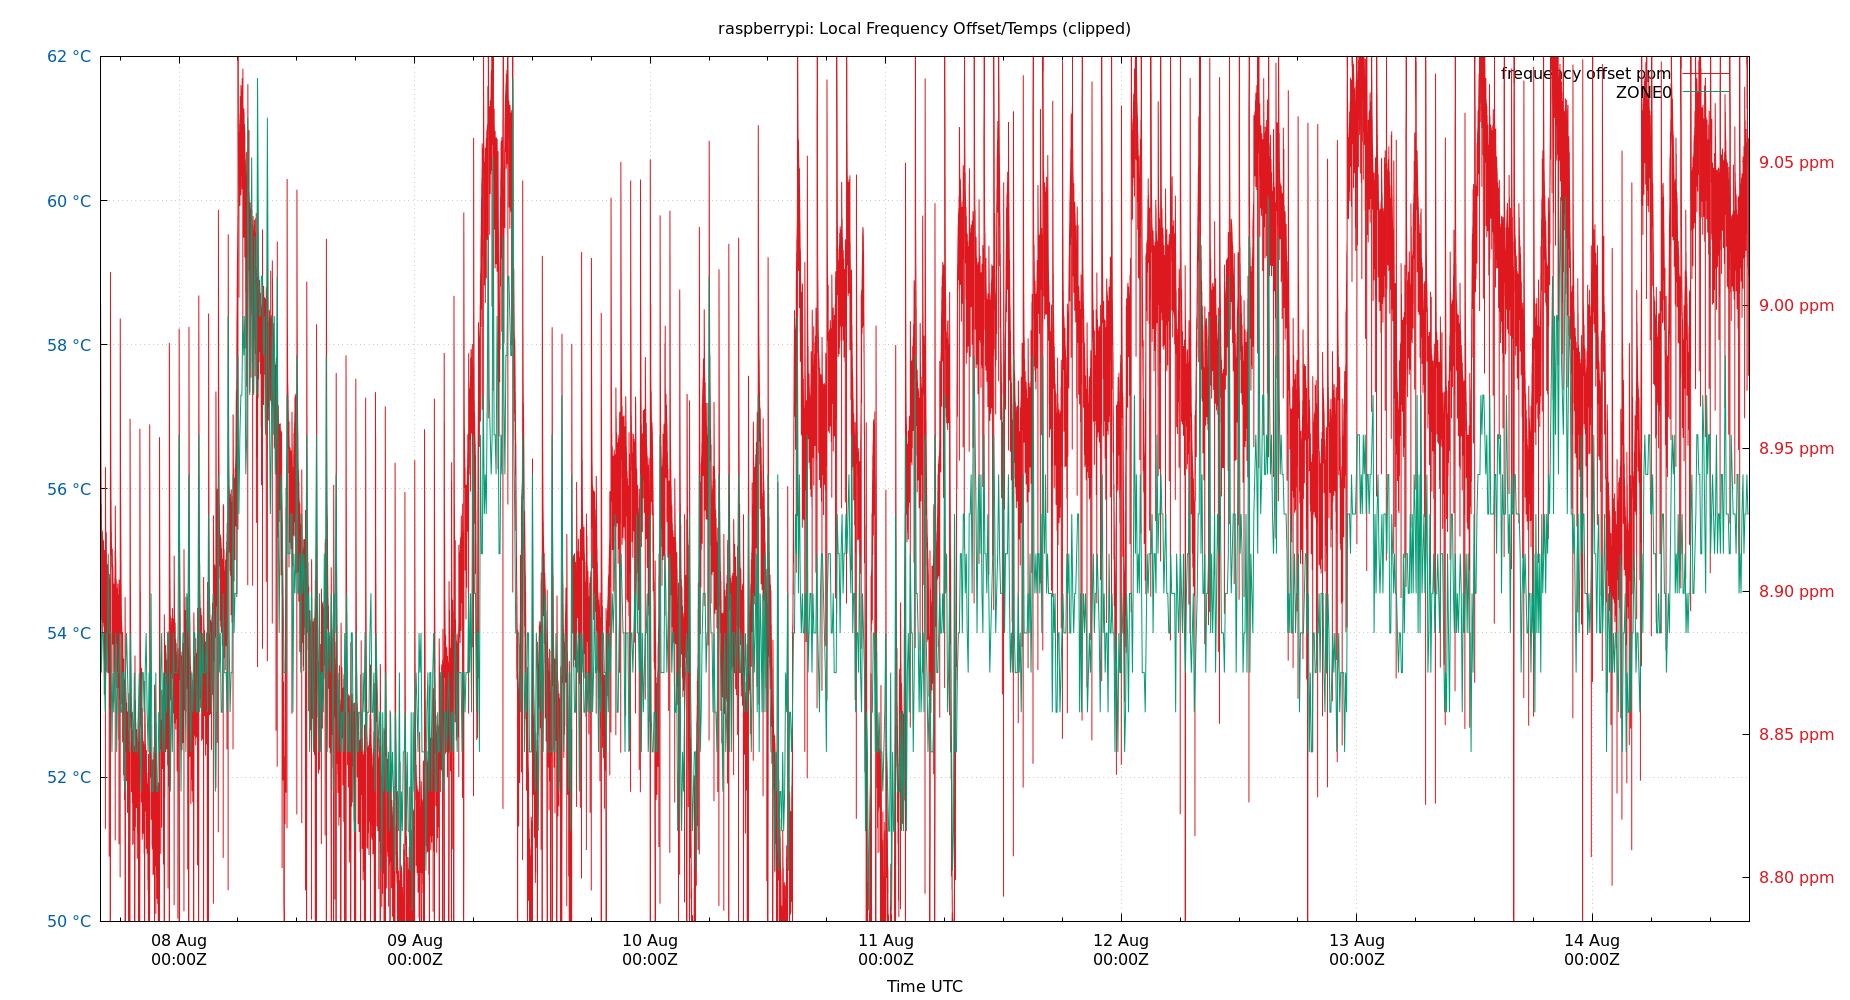 raspberrypi: Local Frequency Offset/Temps (clipped)
62 °C
60 °C
58 °C
56 °C
54 °C
52 °C
50 °C
frequency offset ppm
ZONE0
9.05 ppm
9.00 ppm
8.95 ppm
8.90 ppm
8.85 ppm
8.80 ppm
08 Aug 09 Aug 10 Aug 11 Aug 12 Aug 13 Aug 14 Aug
00:00Z 00:00Z 00:00Z 00:00Z 00:00Z 00:00Z 00:00Z
Time UTC